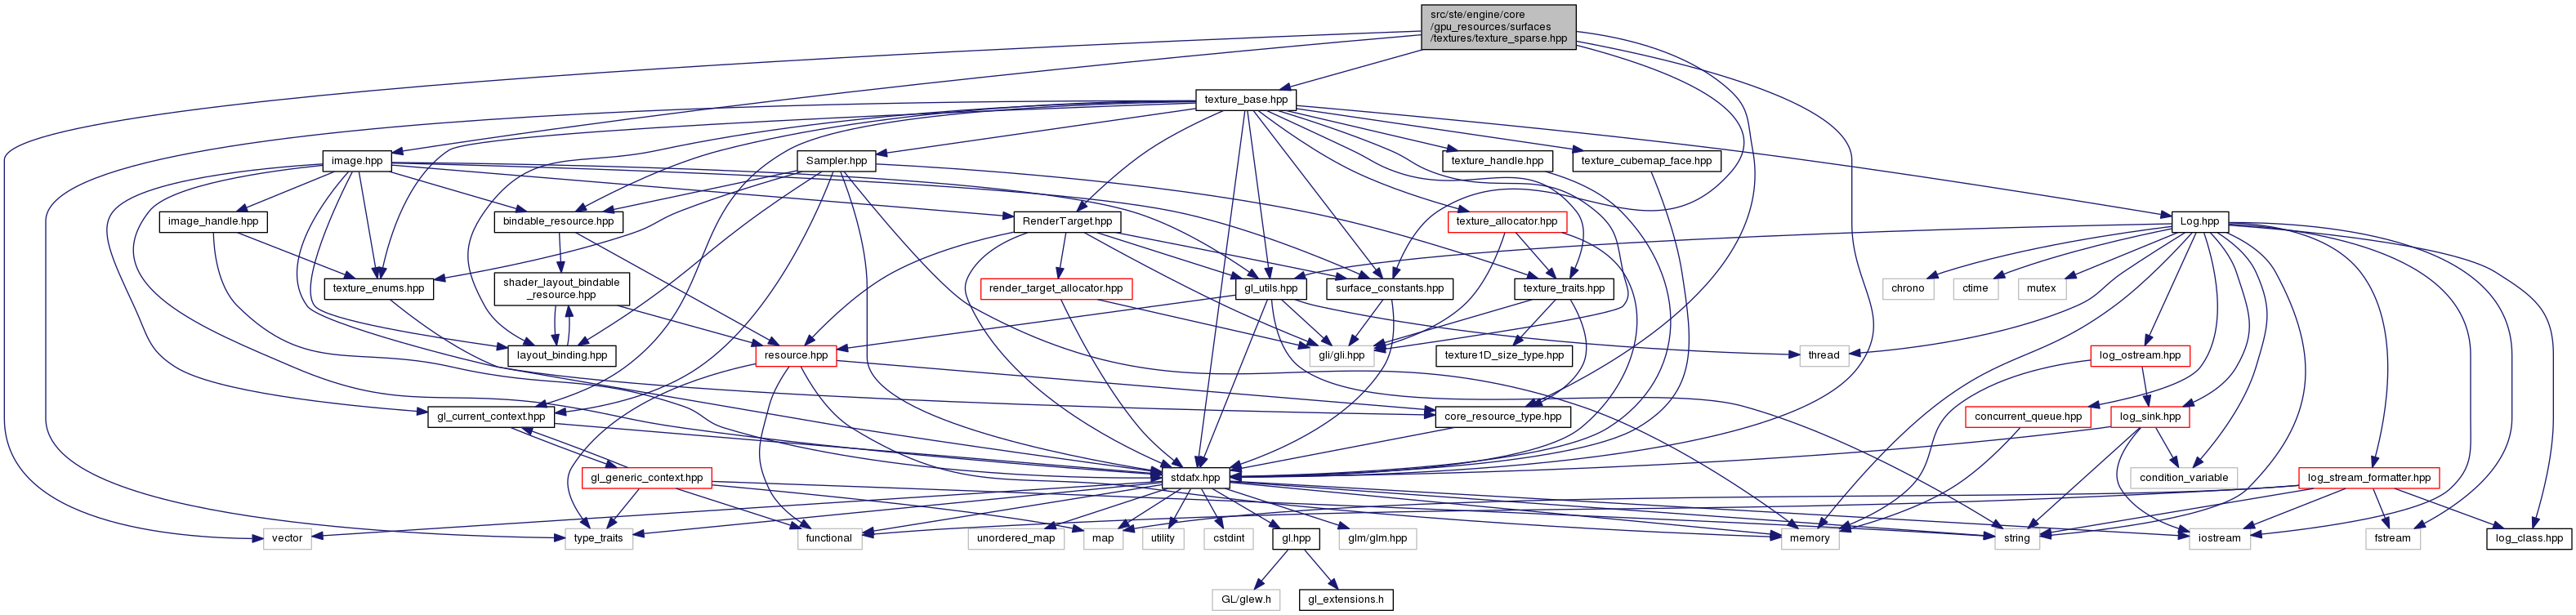 src/ste/engine/core
/gpu_resources/surfaces
/textures/texture_sparse.hpp
texture_base.hpp
image.hpp
Sampler.hpp
texture_handle.hpp
texture_cubemap_face.hpp
image_handle.hpp
bindable_resource.hpp
RenderTarget.hpp
texture_allocator.hpp
Log.hpp
texture_enums.hpp
shader_layout_bindable
_resource.hpp
render_target_allocator.hpp
gl_utils.hpp
surface_constants.hpp
texture_traits.hpp
chrono
ctime
mutex
layout_binding.hpp
resource.hpp
gli/gli.hpp
texture1D_size_type.hpp
thread
log_ostream.hpp
gl_current_context.hpp
core_resource_type.hpp
concurrent_queue.hpp
log_sink.hpp
gl_generic_context.hpp
stdafx.hpp
condition_variable
log_stream_formatter.hpp
vector
type_traits
functional
unordered_map
map
utility
cstdint
gl.hpp
glm/glm.hpp
memory
string
iostream
fstream
log_class.hpp
GL/glew.h
gl_extensions.h